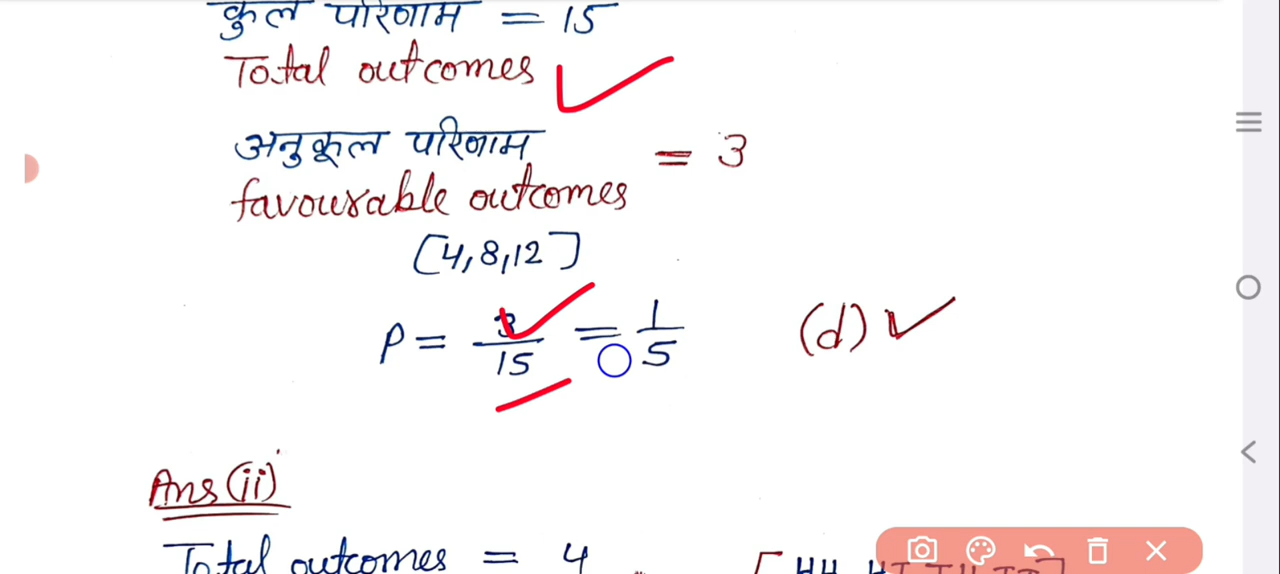 कुल परिणाम = 15
Total outcomes
अनुकूल परिणाम
= 3
favourable outcomes
[4,8,12]
P = 3/15 = 1/5 (d)
Ans (ii)
Total outcomes = 4